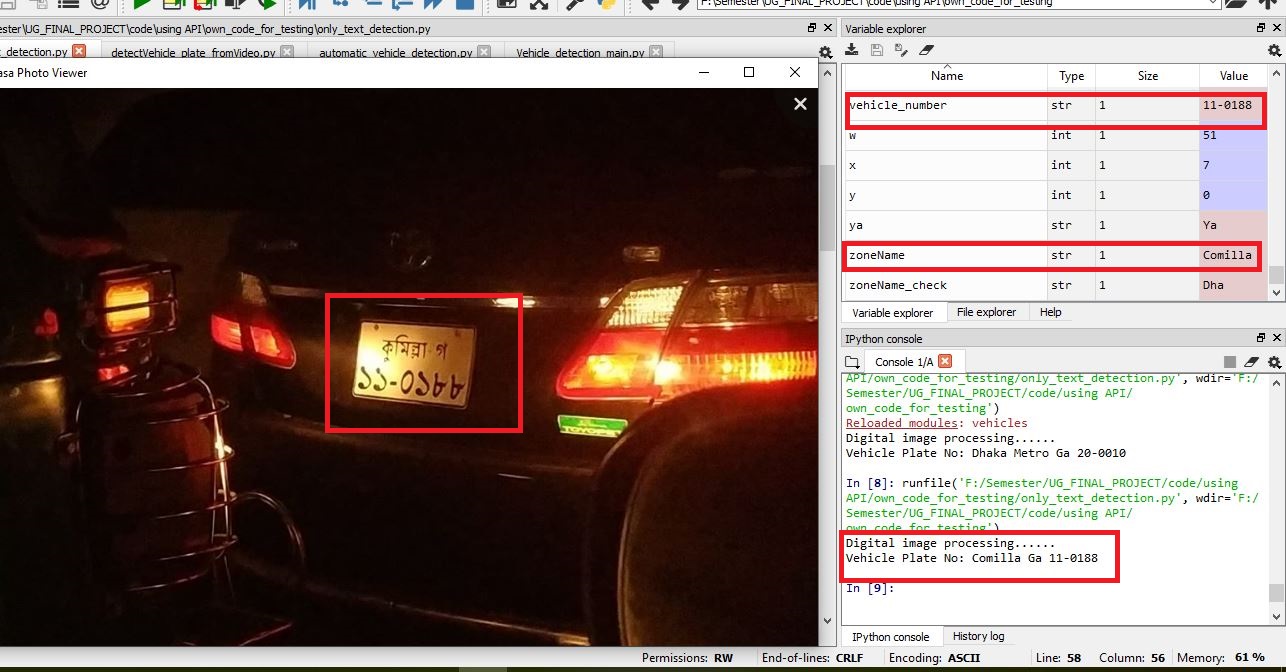 F:\Semester\UG_FINAL_PROJECT\code\using API\own_code_for_testing
ester\UG_FINAL_PROJECT\code\using API\own_code_for_testing\only_text_detection.py
t_detection.py
detectVehicle_plate_fromVideo.py
automatic_vehicle_detection.py
Vehicle_detection_main.py
asa Photo Viewer
কুমিল্লা গ
১১-০১৮৮
TOYOTA
Variable explorer
Name Type Size Value
vehicle_number str 1 11-0188
w int 1 51
x int 1 7
y int 1 0
ya str 1 Ya
zoneName str 1 Comilla
zoneName_check str 1 Dha
Variable explorer File explorer Help
IPython console
Console 1/A
API/own_code_for_testing/only_text_detection.py', wdir='F:/
Semester/UG_FINAL_PROJECT/code/using API/
own_code_for_testing')
Reloaded modules: vehicles
Digital image processing......
Vehicle Plate No: Dhaka Metro Ga 20-0010
In [8]: runfile('F:/Semester/UG_FINAL_PROJECT/code/using
API/own_code_for_testing/only_text_detection.py', wdir='F:/
Semester/UG_FINAL_PROJECT/code/using API/
own_code_for_testing')
Digital image processing......
Vehicle Plate No: Comilla Ga 11-0188
In [9]:
IPython console History log
Permissions: RW End-of-lines: CRLF Encoding: ASCII Line: 58 Column: 56 Memory: 61 %